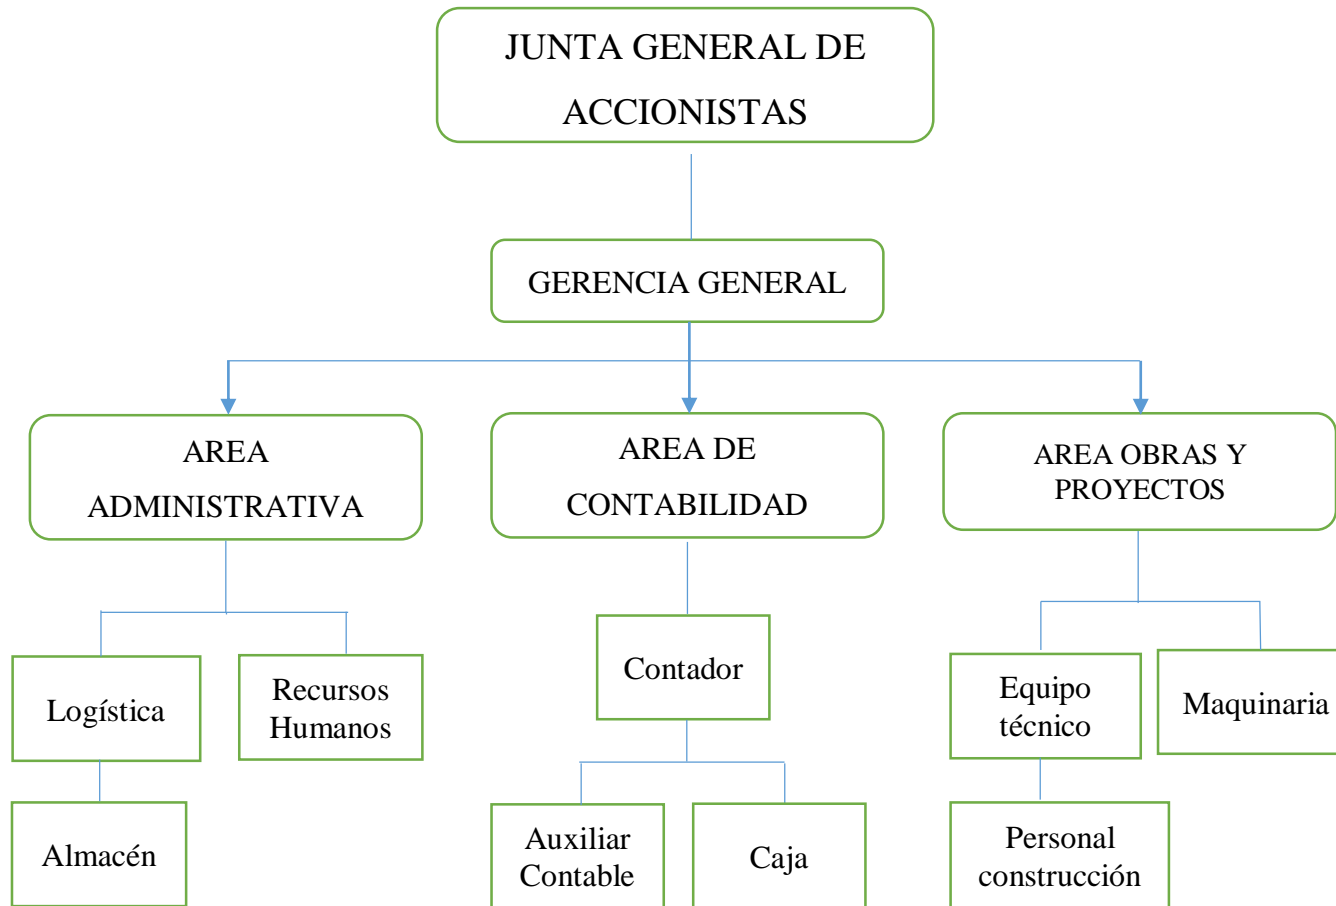 JUNTA GENERAL DE
ACCIONISTAS
GERENCIA GENERAL
AREA
ADMINISTRATIVA
AREA DE
CONTABILIDAD
AREA OBRAS Y
PROYECTOS
Logística
Recursos
Humanos
Contador
Equipo
técnico
Maquinaria
Almacén
Auxiliar
Contable
Caja
Personal
construcción